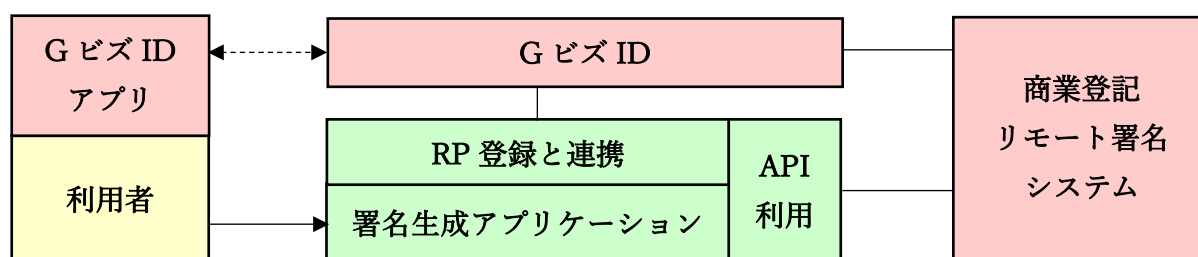 G ビズ ID
アプリ
利用者
G ビズ ID
RP 登録と連携
署名生成アプリケーション
API
利用
商業登記
リモート署名
システム